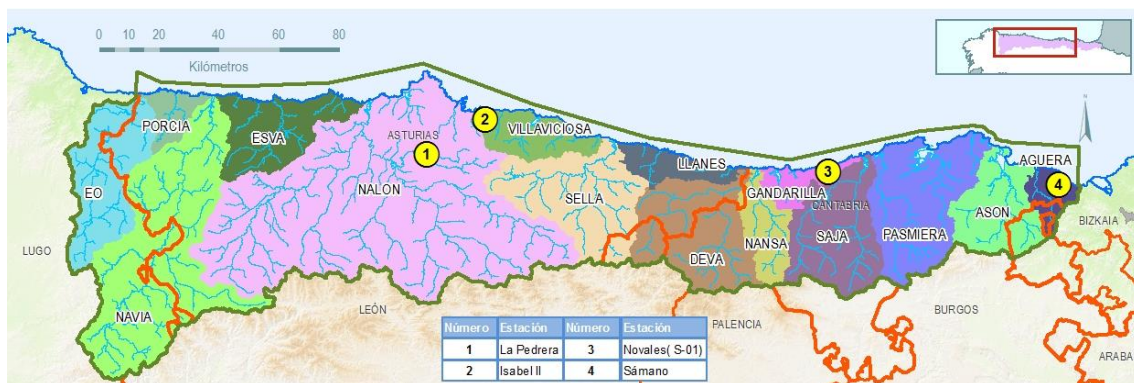 0 10 20 40 60 80
Kilómetros
N
PORCIA
ESVA
ASTURIAS
2
VILLAVICIOSA
1
LLANES
3
AGUERA
4
EO
NALON
SELLA
GANDARILLA
CANTABRIA
ASON
BIZKAIA
LUGO
DEVA
NANSA
SAJA
PASMIERA
NAVIA
LEÓN
PALENCIA
BURGOS
ARABA
Número Estación Número Estación
1 La Pedrera 3 Novales( S-01)
2 Isabel II 4 Sámano